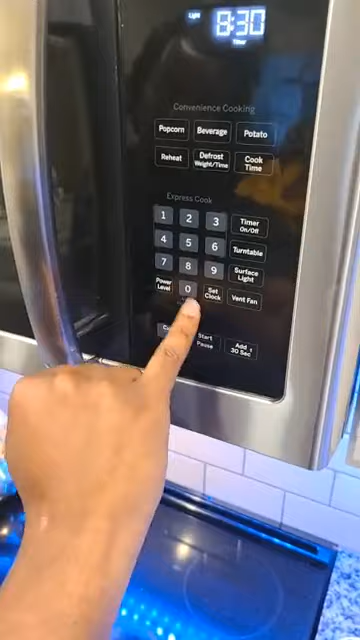 Light
8:30
Timer
Convenience Cooking
Popcorn Beverage Potato
Reheat Defrost Weight/Time Cook Time
Express Cook
1 2 3 Timer On/Off
4 5 6 Turntable
7 8 9 Surface Light
Power Level 0 Set Clock Vent Fan
Start Pause Add 30 Sec